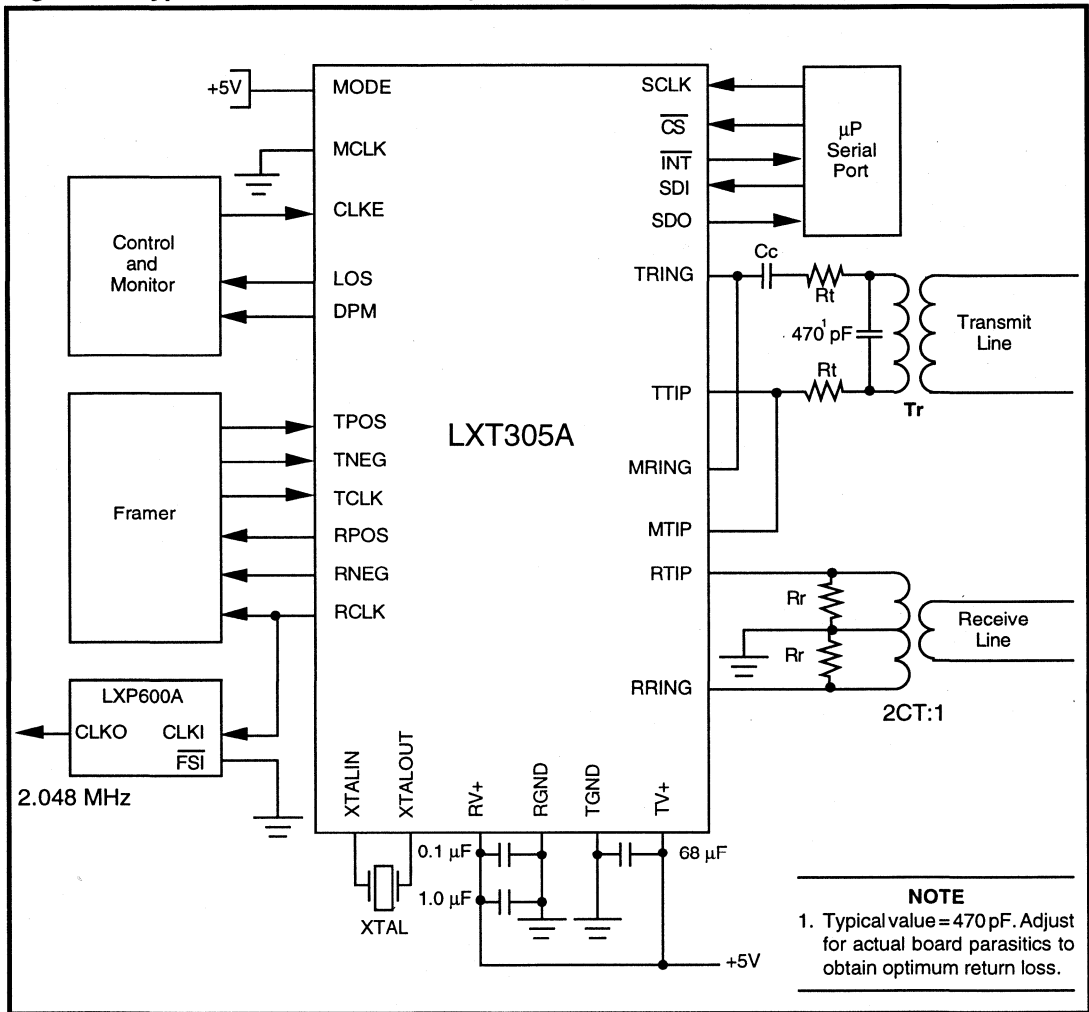 +5V
MODE
MCLK
CLKE
LOS
DPM
Control
and
Monitor
TPOS
TNEG
TCLK
RPOS
RNEG
RCLK
Framer
LXP600A
CLKO
CLKI
FSI
2.048 MHz
LXT305A
SCLK
CS
INT
SDI
SDO
µP
Serial
Port
TRING
Cc
Rt
470¹ pF
Rt
Tr
Transmit
Line
TTIP
MRING
MTIP
RTIP
Rr
Rr
RRING
Receive
Line
2CT:1
XTALIN
XTALOUT
RV+
RGND
TGND
TV+
0.1 µF
1.0 µF
68 µF
XTAL
+5V
NOTE
1. Typical value = 470 pF. Adjust
for actual board parasitics to
obtain optimum return loss.